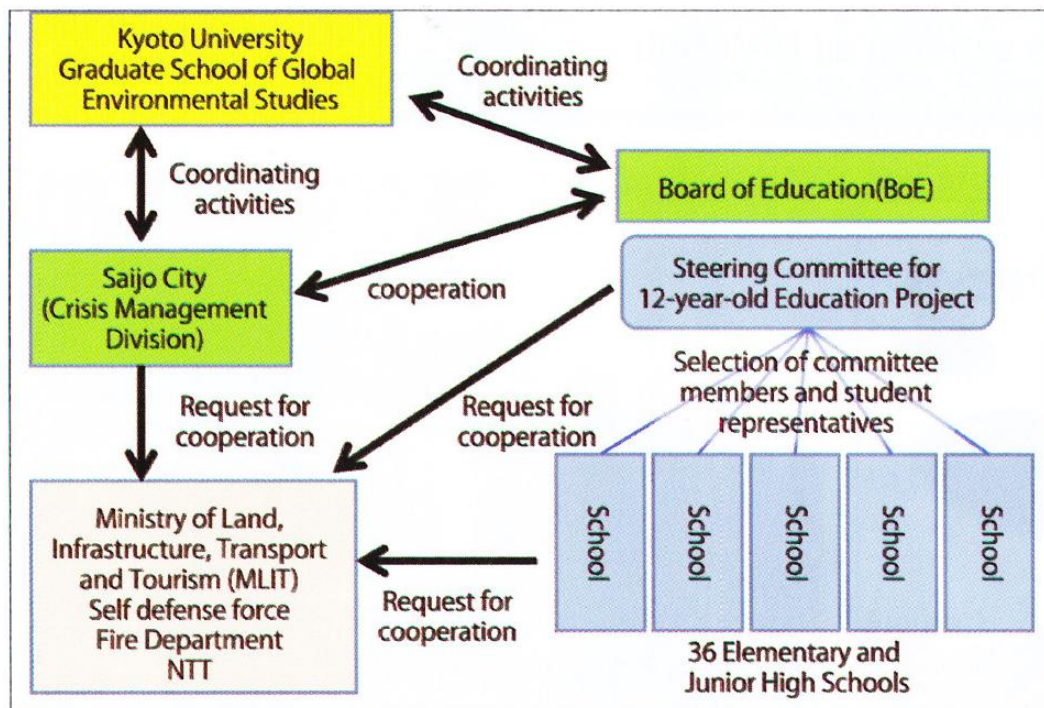 Kyoto University
Graduate School of Global
Environmental Studies
Coordinating
activities
Coordinating
activities
Board of Education(BoE)
Saijo City
(Crisis Management
Division)
cooperation
Steering Committee for
12-year-old Education Project
Selection of committee
members and student
representatives
Request for
cooperation
Request for
cooperation
Ministry of Land,
Infrastructure, Transport
and Tourism (MLIT)
Self defense force
Fire Department
NTT
Request for
cooperation
School
School
School
School
School
36 Elementary and
Junior High Schools